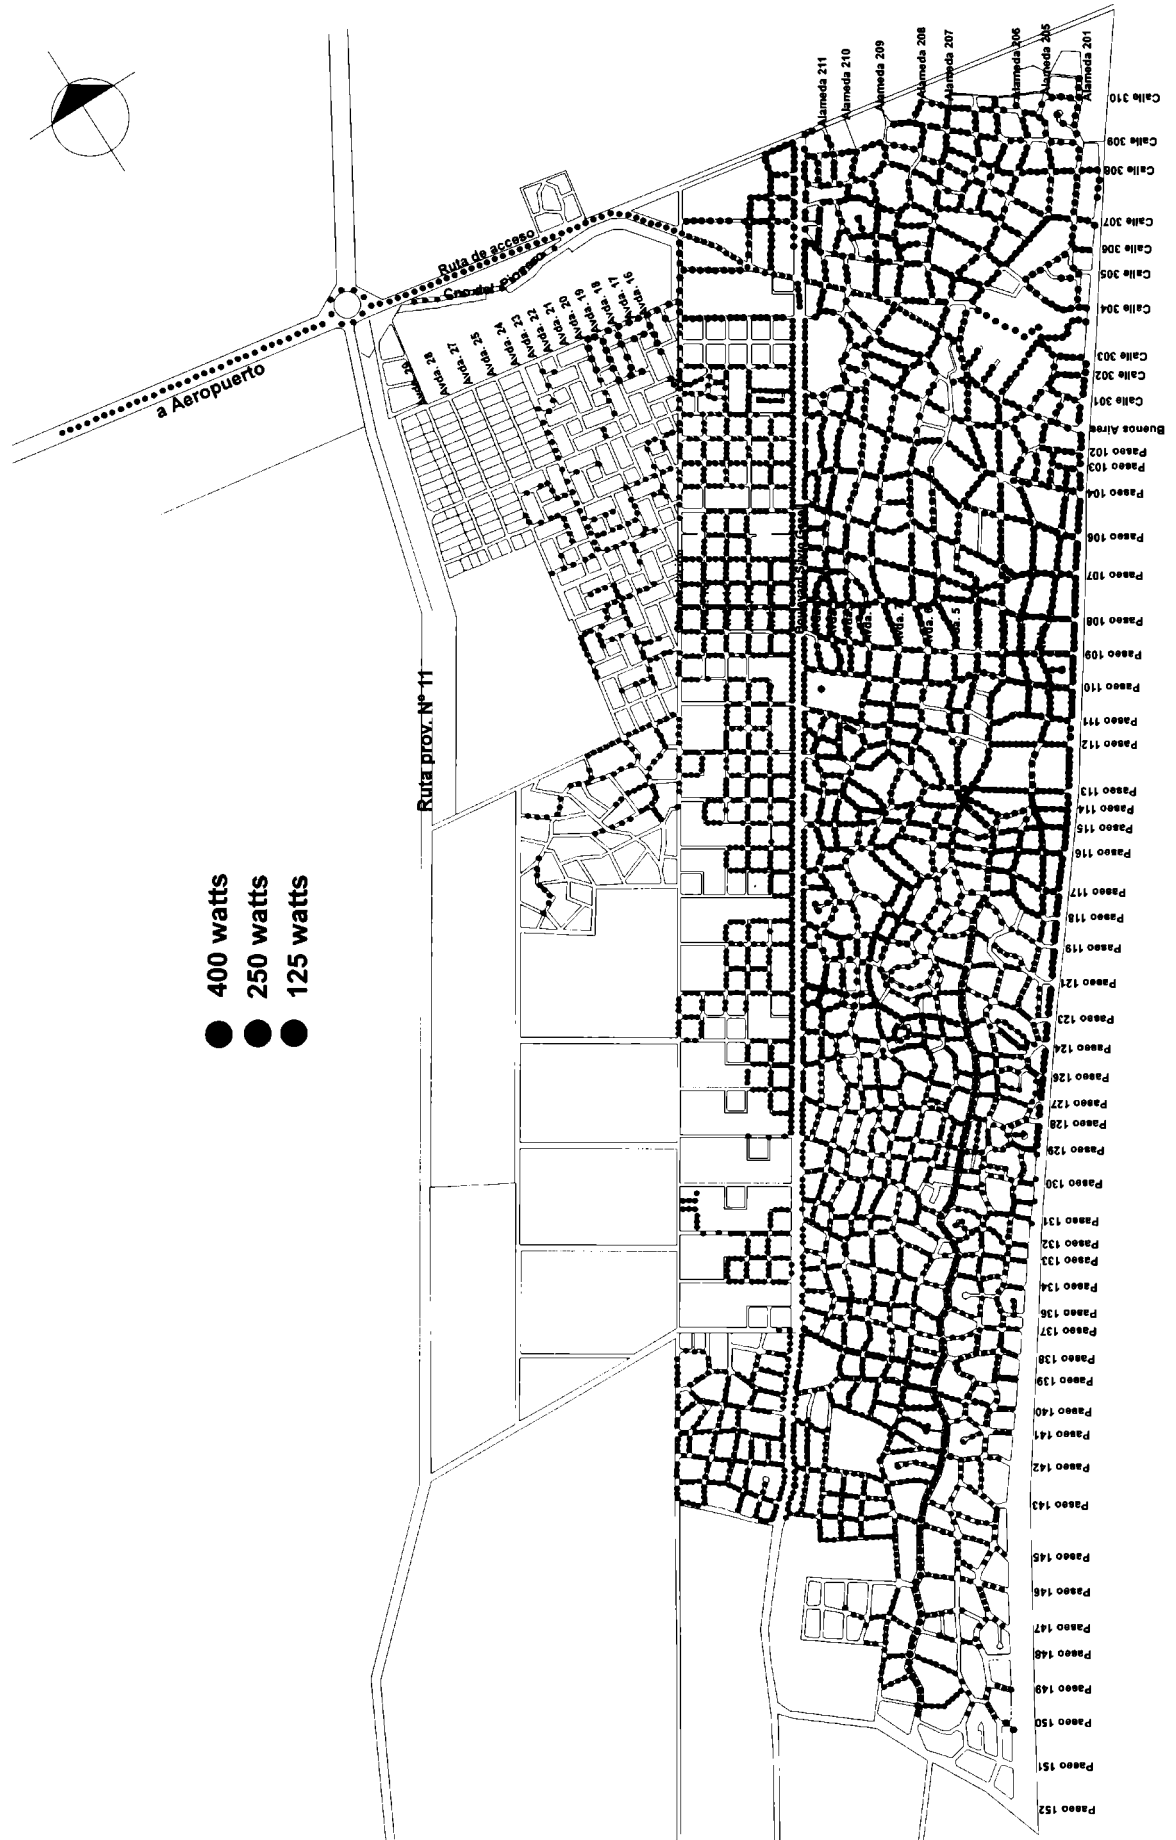 Alameda 211
Alameda 210
Alameda 209
Alameda 208
Alameda 207
Alameda 206
Alameda 205
Alameda 201
Calle 310
Calle 309
Calle 308
Calle 307
Calle 306
Calle 305
Calle 304
Calle 303
Calle 302
Calle 301
Buenos Aires
Paseo 102
Paseo 103
Paseo 104
Paseo 106
Paseo 107
Paseo 108
Paseo 109
Paseo 110
Paseo 111
Paseo 112
Paseo 113
Paseo 114
Paseo 115
Paseo 116
Paseo 117
Paseo 118
Paseo 119
Paseo 121
Paseo 123
Paseo 124
Paseo 126
Paseo 127
Paseo 128
Paseo 129
Paseo 130
Paseo 131
Paseo 132
Paseo 133
Paseo 134
Paseo 136
Paseo 137
Paseo 138
Paseo 139
Paseo 140
Paseo 141
Paseo 142
Paseo 143
Paseo 145
Paseo 146
Paseo 147
Paseo 148
Paseo 149
Paseo 150
Paseo 151
Paseo 152
Ruta de acceso
a Aeropuerto
Avda. 28
Avda. 27
Avda. 25
Avda. 24
Avda. 23
Avda. 22
Avda. 21
Avda. 20
Avda. 19
Avda. 18
Avda. 17
Avda. 16
Ruta prov. Nº 11
400 watts
250 watts
125 watts